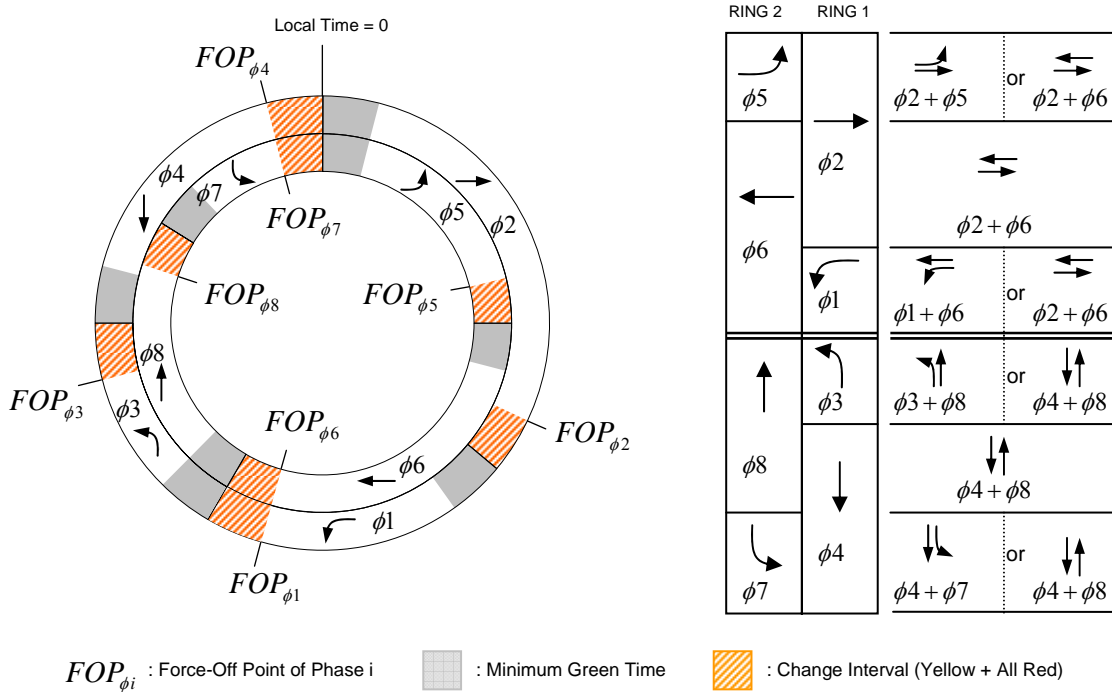 Local Time = 0
FOPϕ4
ϕ4
ϕ7
FOPϕ7
ϕ5
ϕ2
FOPϕ8
FOPϕ5
ϕ8
FOPϕ3
ϕ3
FOPϕ6
FOPϕ2
ϕ6
ϕ1
FOPϕ1
RING 2 RING 1
ϕ5
ϕ2
ϕ6
ϕ1
ϕ3
ϕ8
ϕ4
ϕ7
or
ϕ2 + ϕ5 ϕ2 + ϕ6
ϕ2 + ϕ6
or
ϕ1 + ϕ6 ϕ2 + ϕ6
or
ϕ3 + ϕ8 ϕ4 + ϕ8
ϕ4 + ϕ8
or
ϕ4 + ϕ7 ϕ4 + ϕ8
FOPϕi : Force-Off Point of Phase i
: Minimum Green Time
: Change Interval (Yellow + All Red)